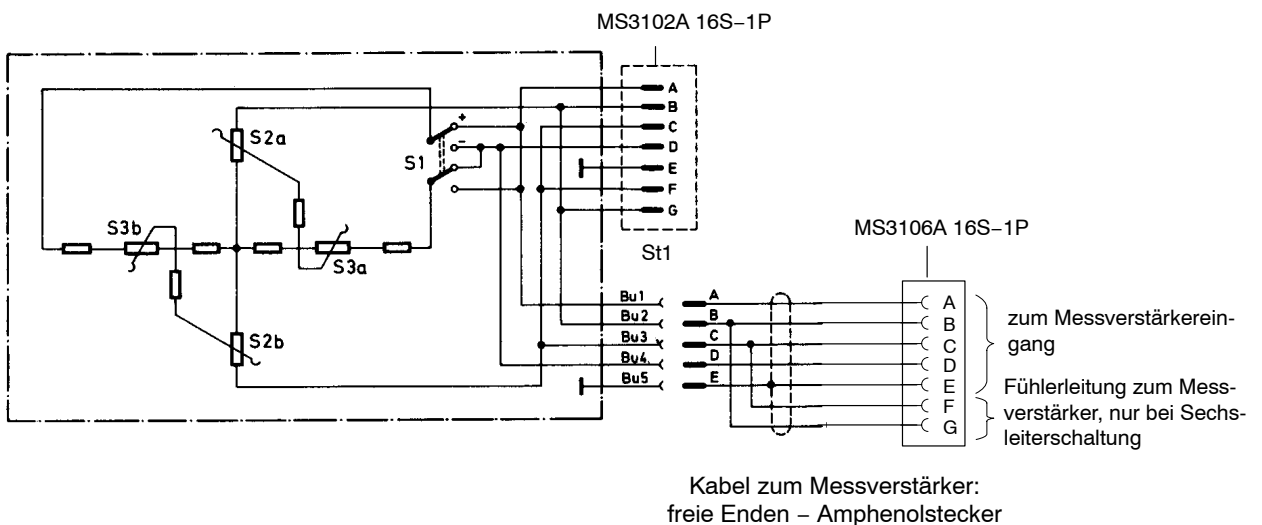 MS3102A 16S–1P
A
B
C
D
E
F
G
St1
+
–
S1
S2a
S3b
S3a
S2b
MS3106A 16S–1P
Bu1
Bu2
Bu3
Bu4
Bu5
A
B
C
D
E
A
B
C
D
E
F
G
zum Messverstärkerein-
gang
Fühlerleitung zum Mess-
verstärker, nur bei Sechs-
leiterschaltung
Kabel zum Messverstärker:
freie Enden – Amphenolstecker